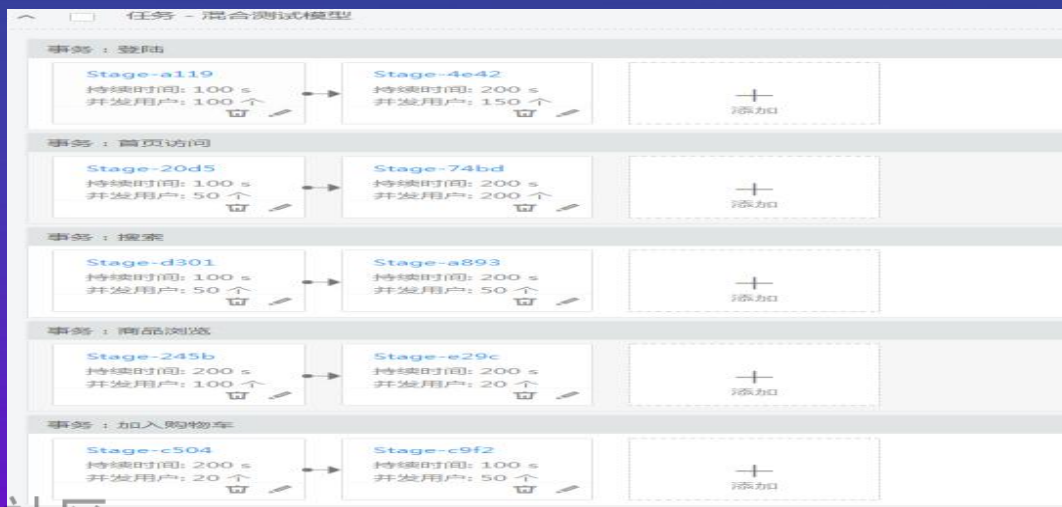 任务 - 混合测试模型
事务：登陆
Stage-a119
持续时间: 100 s
并发用户: 100 个
Stage-4e42
持续时间: 200 s
并发用户: 150 个
添加
事务：首页访问
Stage-20d5
持续时间: 100 s
并发用户: 50 个
Stage-74bd
持续时间: 200 s
并发用户: 200 个
添加
事务：搜索
Stage-d301
持续时间: 100 s
并发用户: 50 个
Stage-a893
持续时间: 200 s
并发用户: 50 个
添加
事务：商品浏览
Stage-245b
持续时间: 200 s
并发用户: 100 个
Stage-e29c
持续时间: 200 s
并发用户: 20 个
添加
事务：加入购物车
Stage-c504
持续时间: 200 s
并发用户: 20 个
Stage-c9f2
持续时间: 100 s
并发用户: 50 个
添加